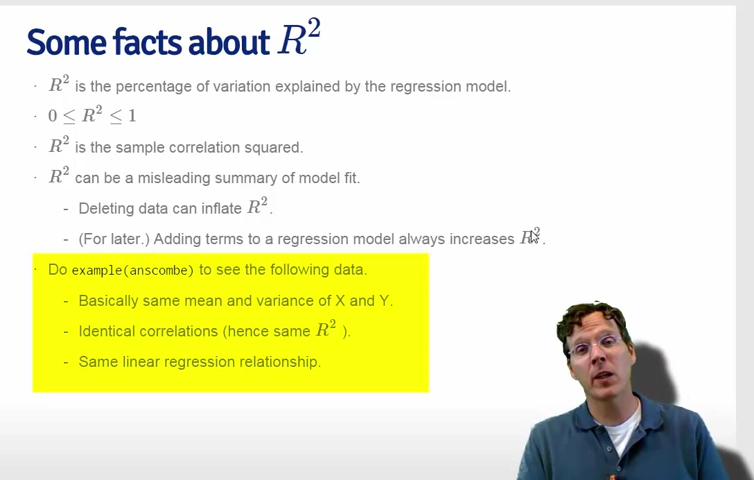 Some facts about R²
· R² is the percentage of variation explained by the regression model.
· 0 ≤ R² ≤ 1
· R² is the sample correlation squared.
· R² can be a misleading summary of model fit.
- Deleting data can inflate R².
- (For later.) Adding terms to a regression model always increases R².
· Do example(anscombe) to see the following data.
- Basically same mean and variance of X and Y.
- Identical correlations (hence same R² ).
- Same linear regression relationship.